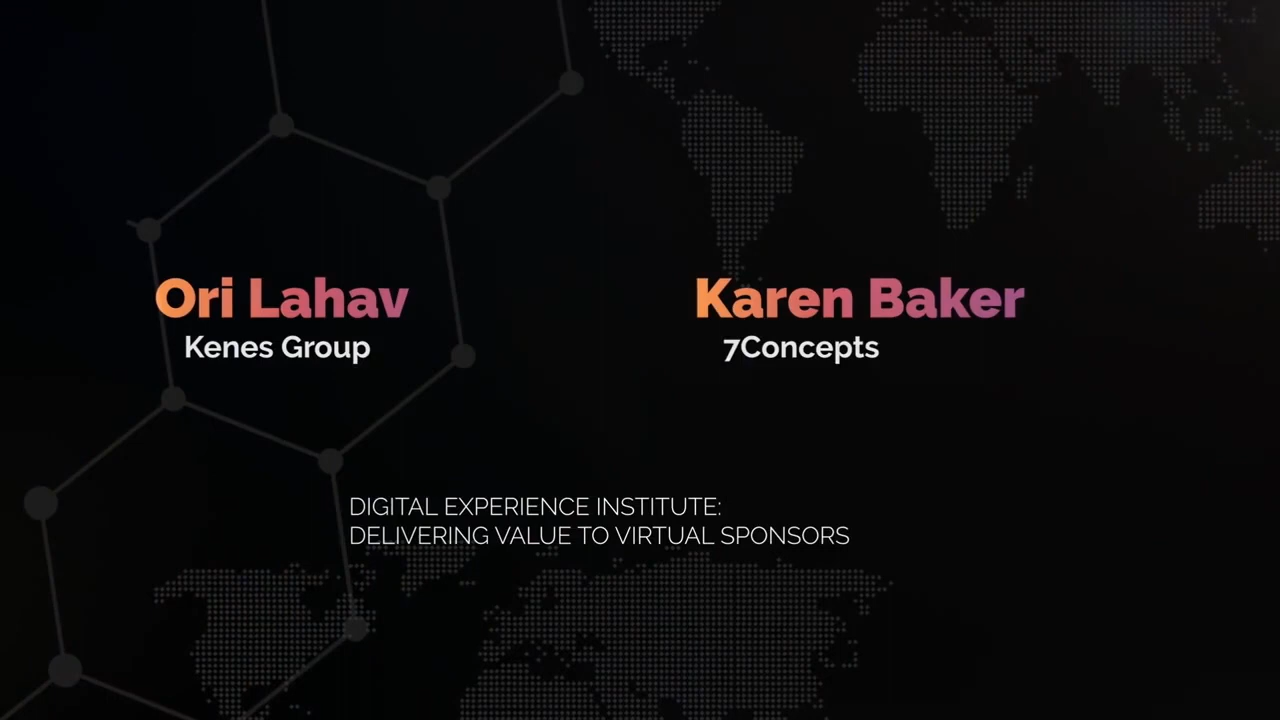 Ori Lahav
Kenes Group
Karen Baker
7Concepts
DIGITAL EXPERIENCE INSTITUTE:
DELIVERING VALUE TO VIRTUAL SPONSORS